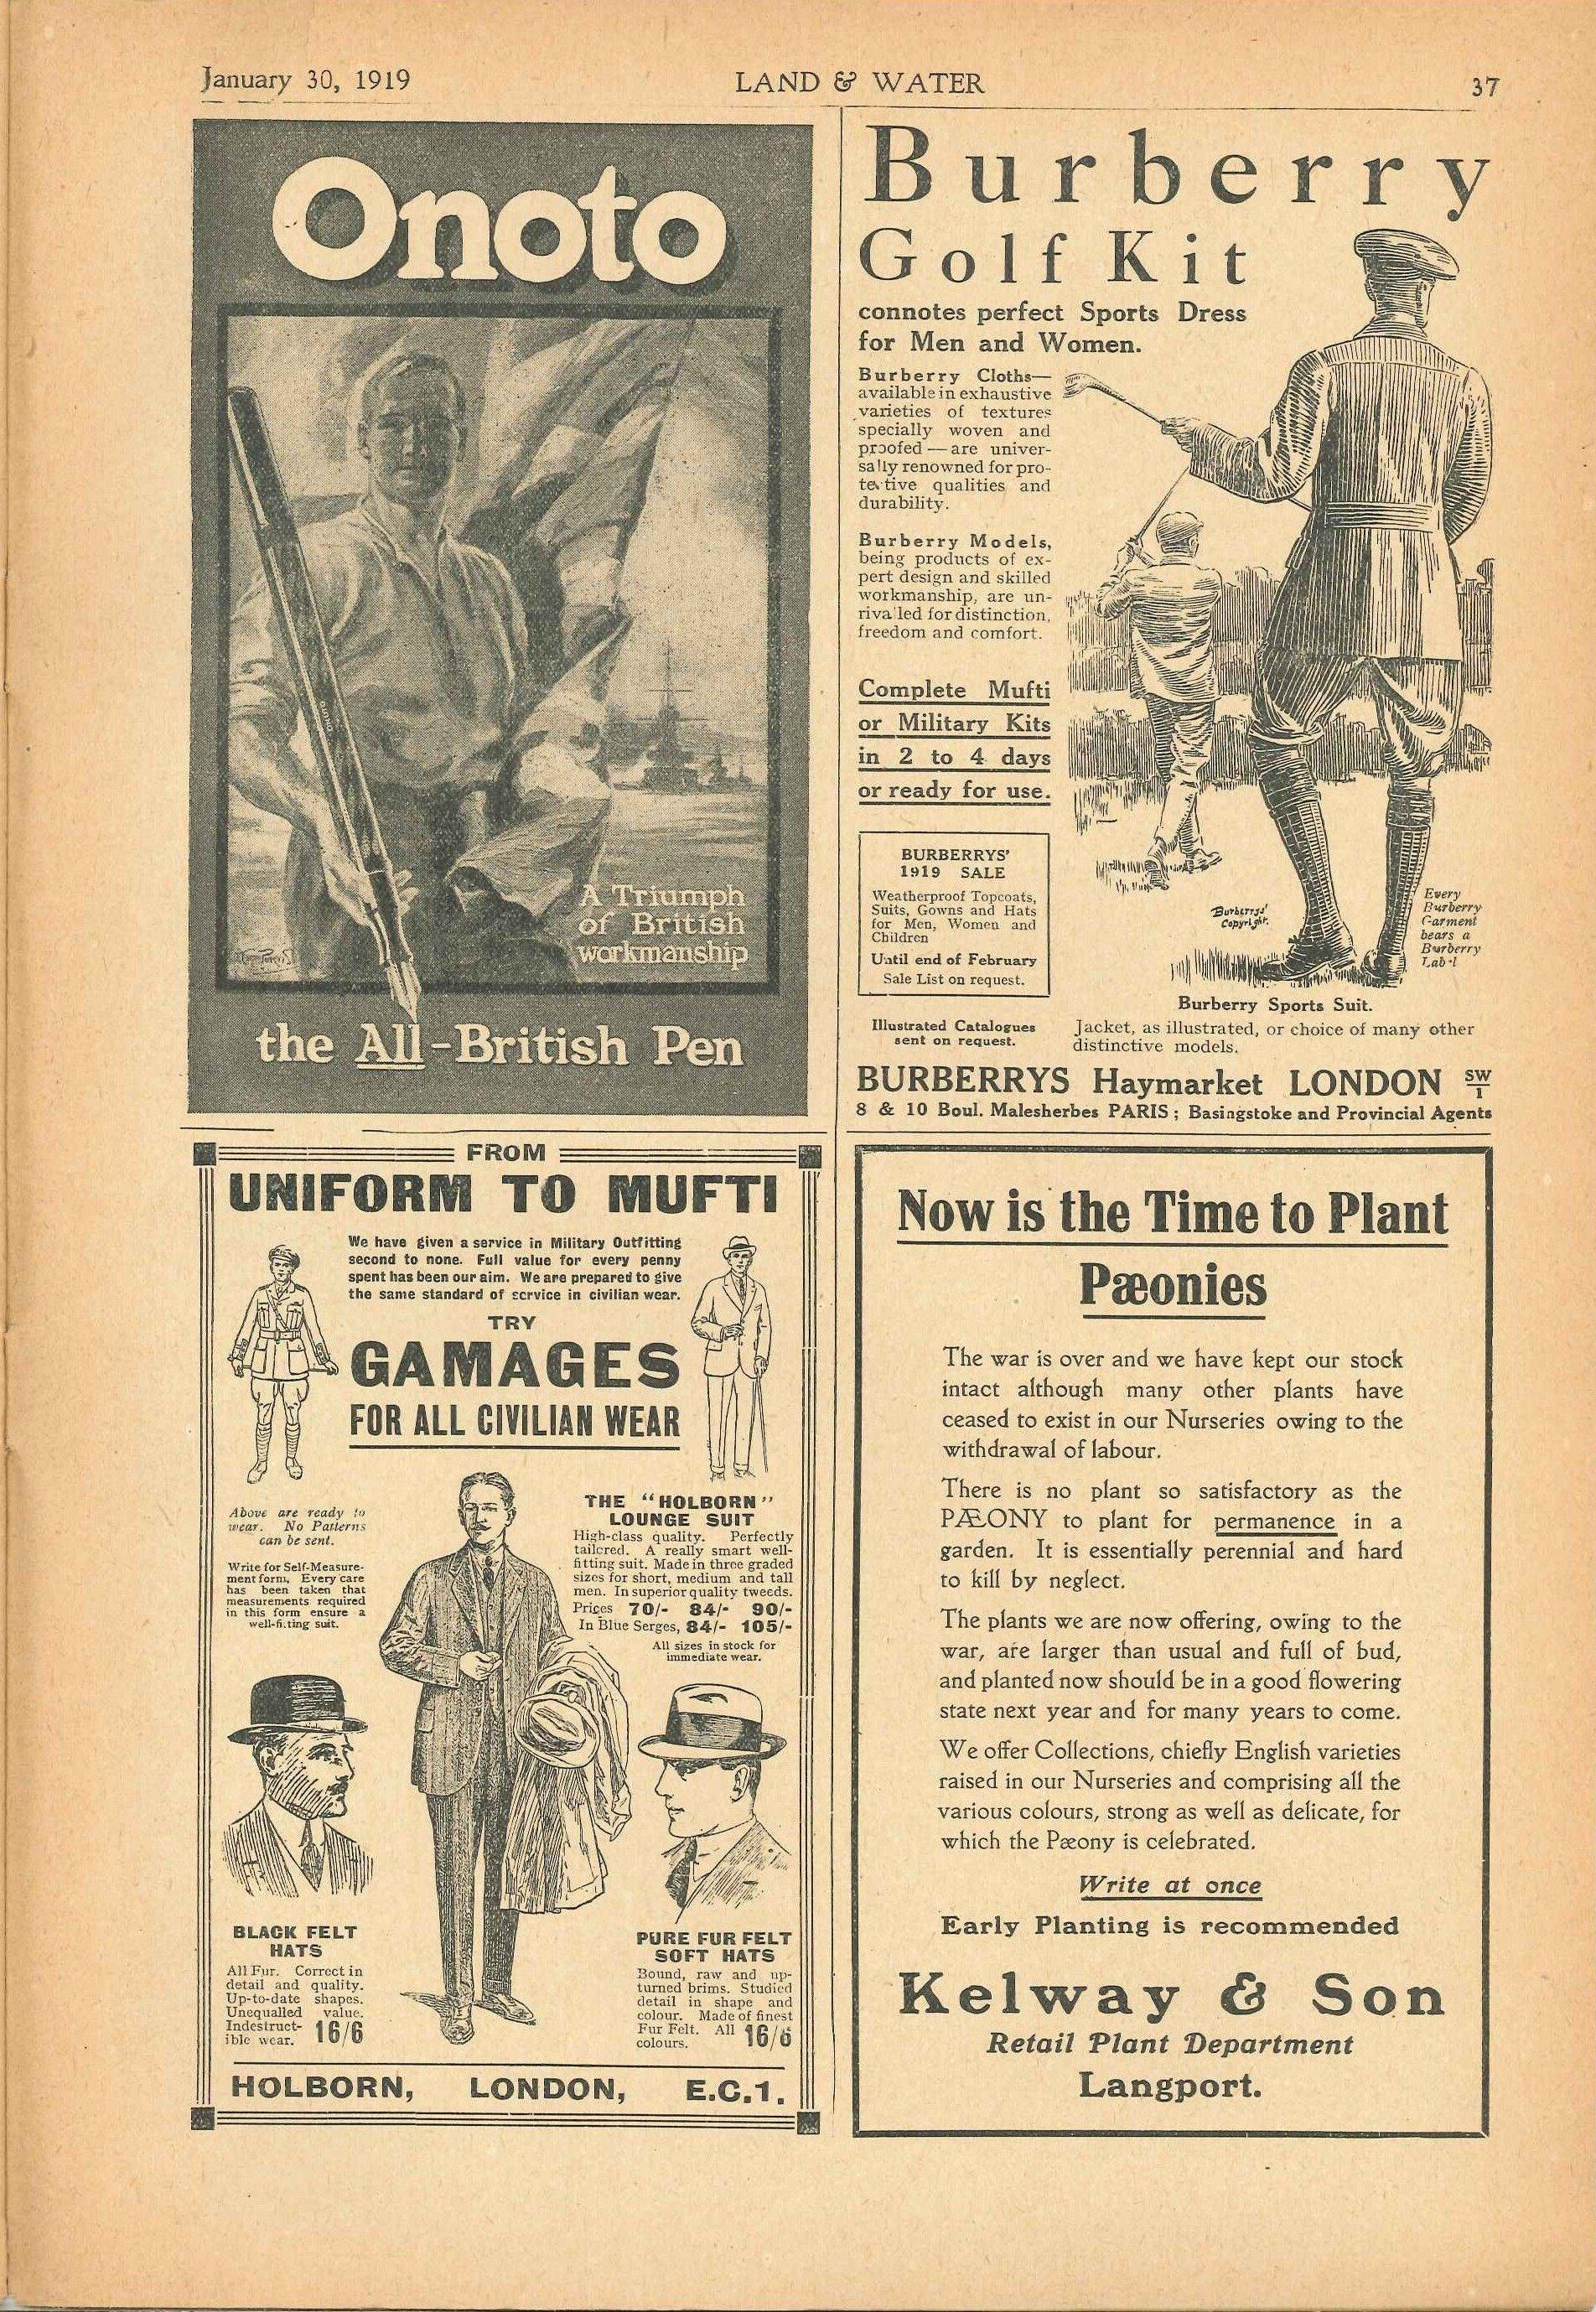 January 30, 1919
LAND & WATER
37
Onoto
A Triumph
of British
workmanship
the All-British Pen
Burberry
Golf Kit
connotes perfect Sports Dress
for Men and Women.
Burberry Cloths—
available in exhaustive
varieties of textures
specially woven and
proofed—are univer-
sally renowned for pro-
tective qualities and
durability.
Burberry Models,
being products of ex-
pert design and skilled
workmanship, are un-
rivalled for distinction,
freedom and comfort.
Complete Mufti
or Military Kits
in 2 to 4 days
or ready for use.
BURBERRYS'
1919 SALE
Weatherproof Topcoats,
Suits, Gowns and Hats
for Men, Women and
Children
Until end of February
Sale List on request.
Illustrated Catalogues
sent on request.
Burberrys'
Copyright.
Every
Burberry
Garment
bears a
Burberry
Label
Burberry Sports Suit.
Jacket, as illustrated, or choice of many other
distinctive models.
BURBERRYS Haymarket LONDON SW1
8 & 10 Boul. Malesherbes PARIS; Basingstoke and Provincial Agents
FROM
UNIFORM TO MUFTI
We have given a service in Military Outfitting
second to none. Full value for every penny
spent has been our aim. We are prepared to give
the same standard of service in civilian wear.
TRY
GAMAGES
FOR ALL CIVILIAN WEAR
Above are ready to
wear. No Patterns
can be sent.
Write for Self-Measure-
ment form. Every care
has been taken that
measurements required
in this form ensure a
well-fitting suit.
THE "HOLBORN"
LOUNGE SUIT
High-class quality. Perfectly
tailored. A really smart well-
fitting suit. Made in three graded
sizes for short, medium and tall
men. In superior quality tweeds.
Prices 70/- 84/- 90/-
In Blue Serges, 84/- 105/-
All sizes in stock for
immediate wear.
BLACK FELT
HATS
All Fur. Correct in
detail and quality.
Up-to-date shapes.
Unequalled value.
Indestruct-
ible wear. 16/6
PURE FUR FELT
SOFT HATS
Bound, raw and up-
turned brims. Studied
detail in shape and
colour. Made of finest
Fur Felt. All
colours. 16/6
HOLBORN, LONDON, E.C.1.
Now is the Time to Plant
Pæonies
The war is over and we have kept our stock
intact although many other plants have
ceased to exist in our Nurseries owing to the
withdrawal of labour.
There is no plant so satisfactory as the
PÆONY to plant for permanence in a
garden. It is essentially perennial and hard
to kill by neglect.
The plants we are now offering, owing to the
war, are larger than usual and full of bud,
and planted now should be in a good flowering
state next year and for many years to come.
We offer Collections, chiefly English varieties
raised in our Nurseries and comprising all the
various colours, strong as well as delicate, for
which the Pæony is celebrated.
Write at once
Early Planting is recommended
Kelway & Son
Retail Plant Department
Langport.